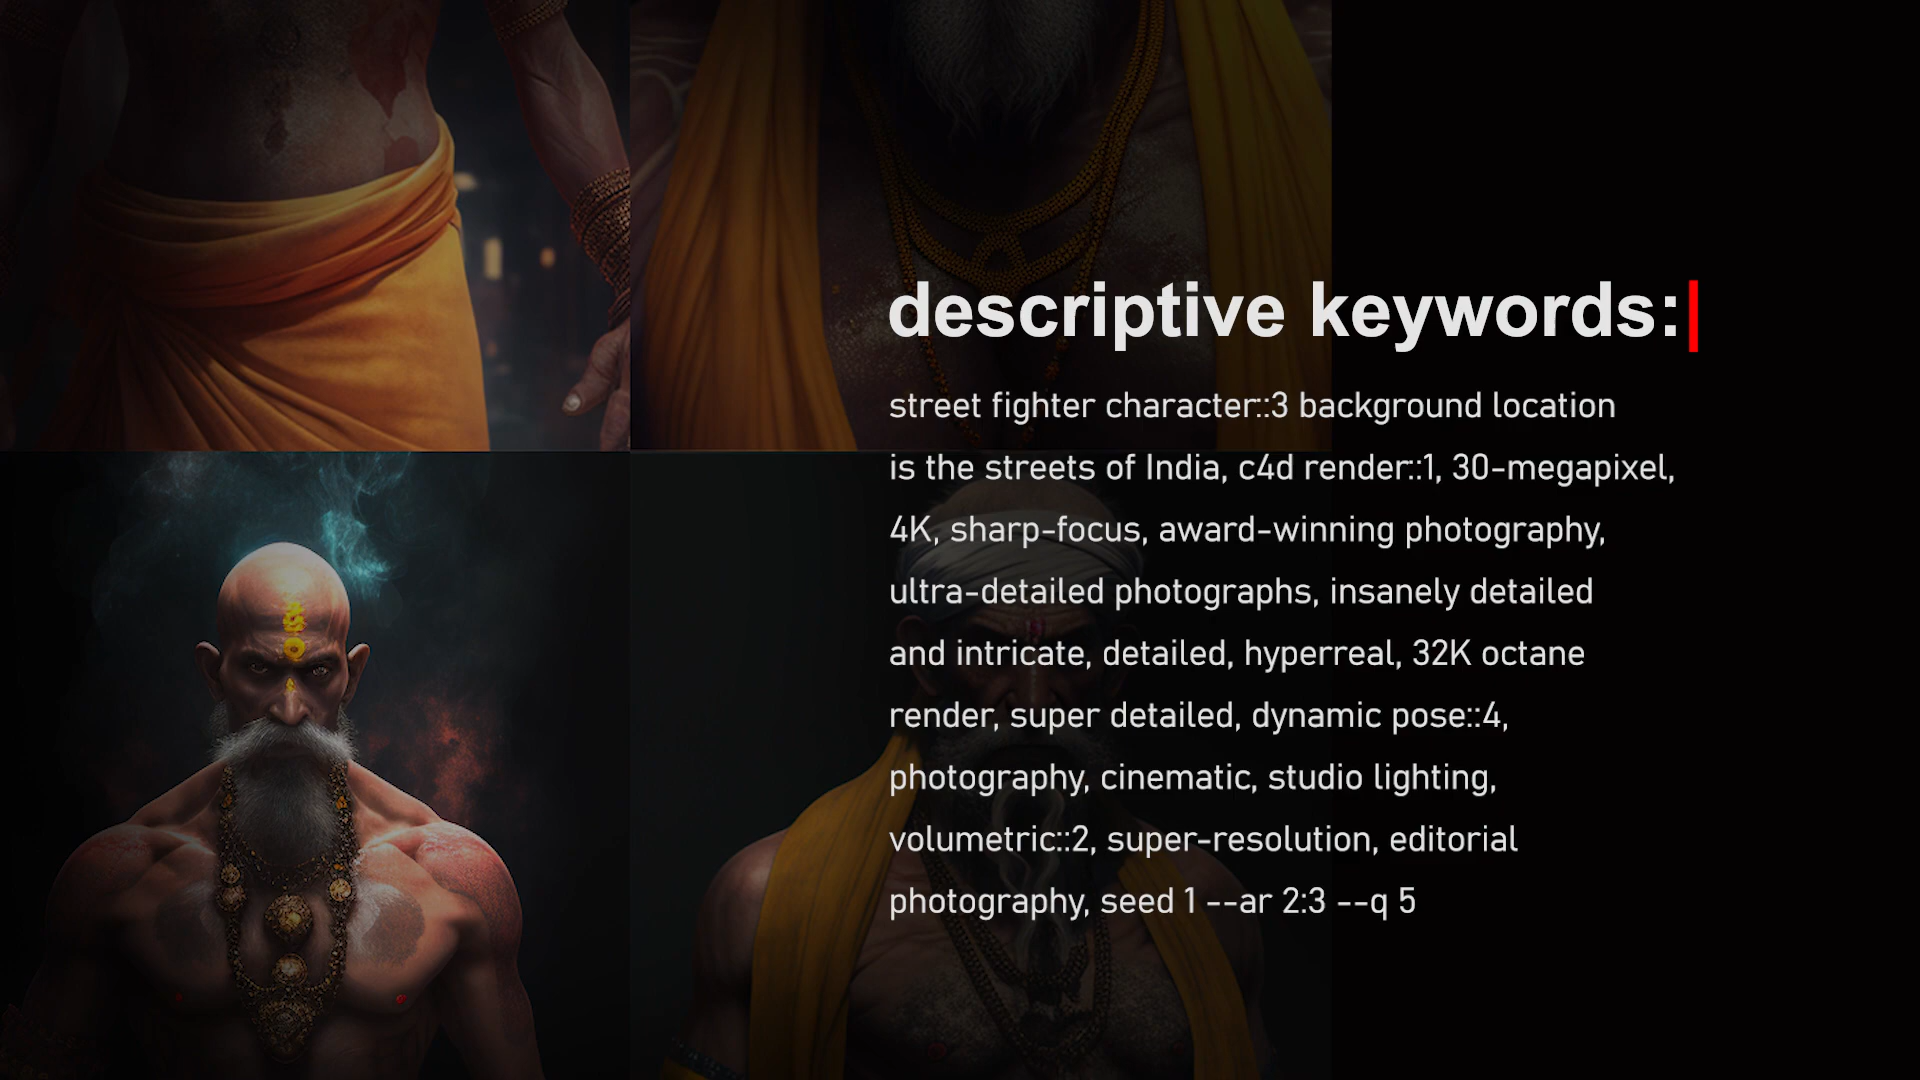 descriptive keywords:
street fighter character::3 background location
is the streets of India, c4d render::1, 30-megapixel,
4K, sharp-focus, award-winning photography,
ultra-detailed photographs, insanely detailed
and intricate, detailed, hyperreal, 32K octane
render, super detailed, dynamic pose::4,
photography, cinematic, studio lighting,
volumetric::2, super-resolution, editorial
photography, seed 1 --ar 2:3 --q 5